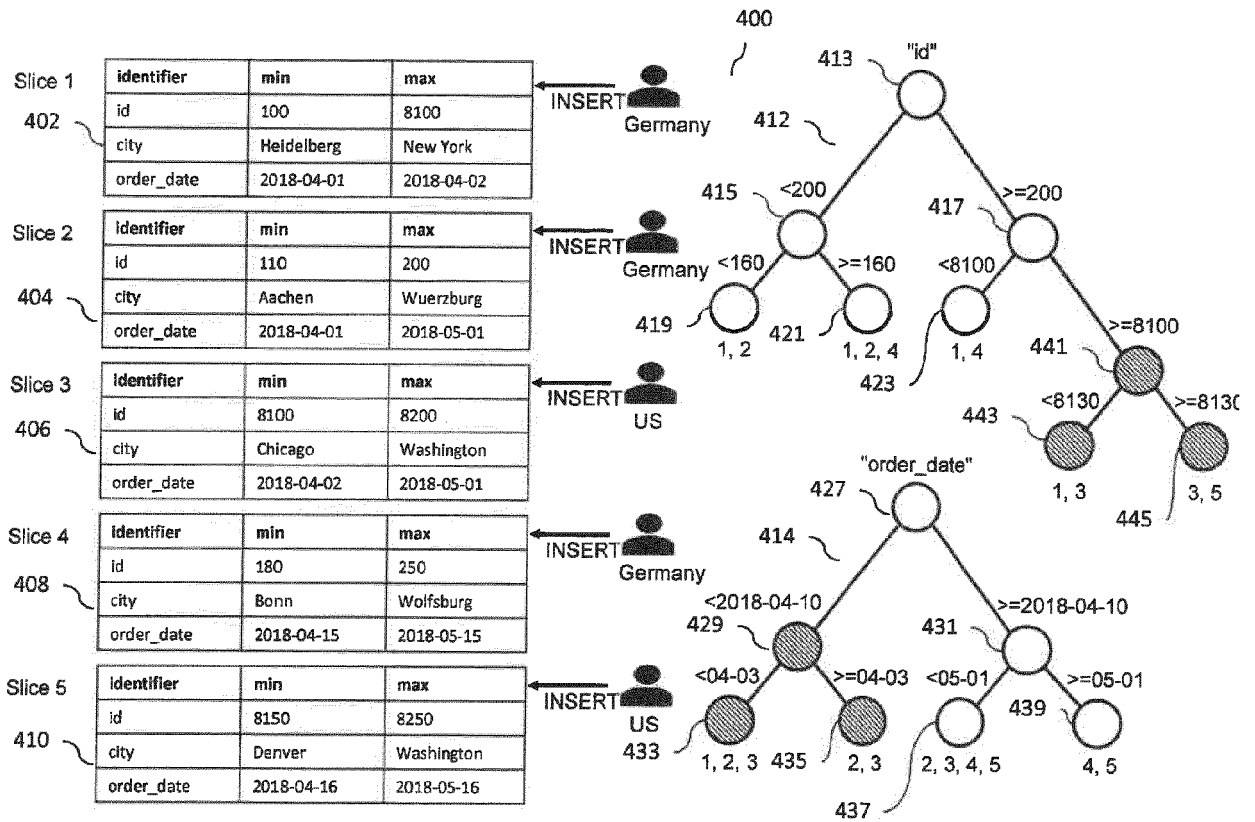 400
Slice 1
402
identifier min max
id 100 8100
city Heidelberg New York
order_date 2018-04-01 2018-04-02
INSERT
Germany
Slice 2
404
identifier min max
id 110 200
city Aachen Wuerzburg
order_date 2018-04-01 2018-05-01
INSERT
Germany
Slice 3
406
identifier min max
id 8100 8200
city Chicago Washington
order_date 2018-04-02 2018-05-01
INSERT
US
Slice 4
408
identifier min max
id 180 250
city Bonn Wolfsburg
order_date 2018-04-15 2018-05-15
INSERT
Germany
Slice 5
410
identifier min max
id 8150 8250
city Denver Washington
order_date 2018-04-16 2018-05-16
INSERT
US
413 "id"
412
415 <200 417 >=200
<160 >=160 <8100
419 421 423 >=8100
1, 2 1, 2, 4 1, 4 441
443 <8130 >=8130
1, 3 3, 5
445
"order_date"
427
414
<2018-04-10 >=2018-04-10
429 431
<04-03 >=04-03 <05-01 >=05-01
433 435 437 439
1, 2, 3 2, 3 2, 3, 4, 5 4, 5